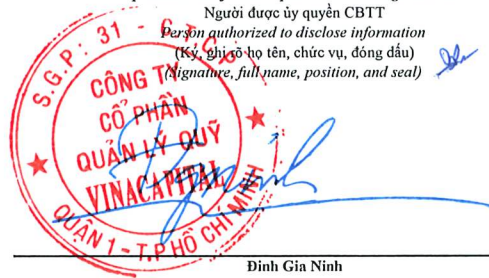 Người được ủy quyền CBTT
Person authorized to disclose information
(Ký, ghi rõ họ tên, chức vụ, đóng dấu)
(Signature, full name, position, and seal)
S.G.P: 31 - C.T.C.P
CÔNG TY
CỔ PHẦN
QUẢN LÝ QUỸ
VINACAPITAL
QUẬN 1 - T.P HỒ CHÍ MINH
Đinh Gia Ninh